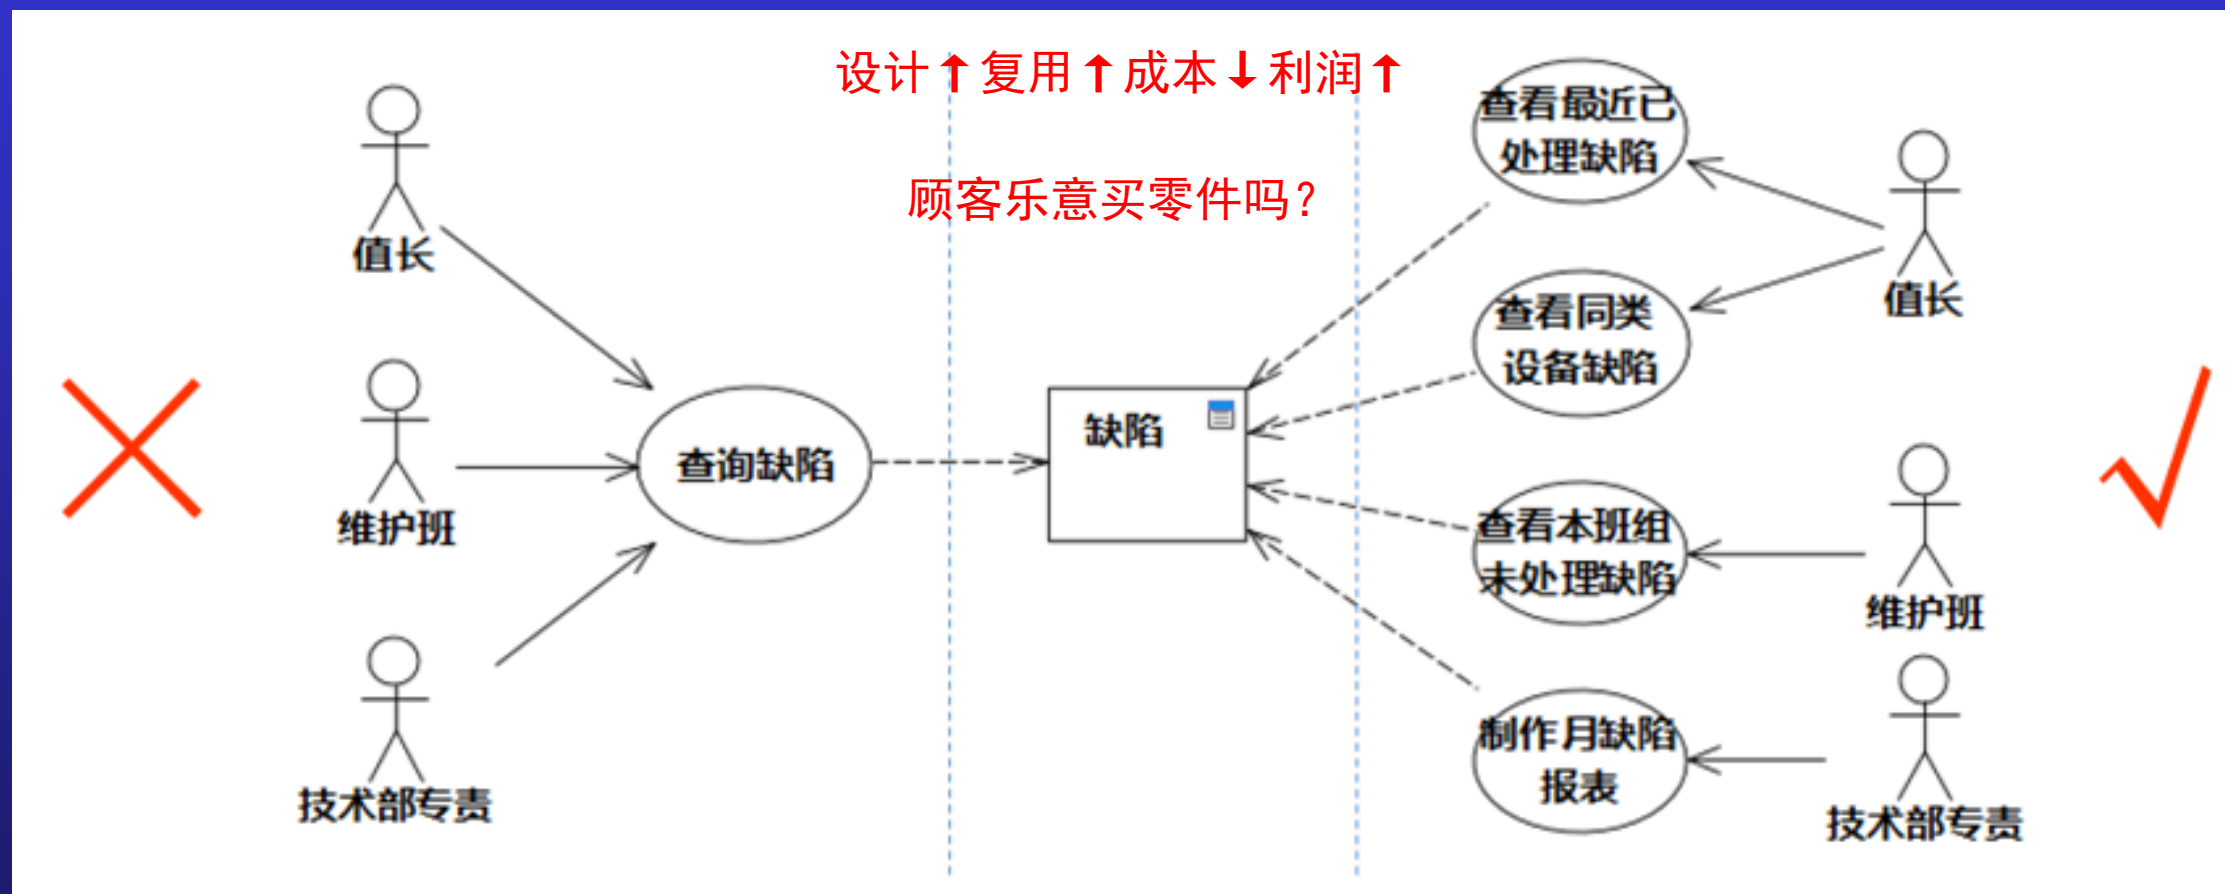 设计↑复用↑成本↓利润↑
顾客乐意买零件吗？
值长
维护班
技术部专责
查询缺陷
缺陷
查看最近已
处理缺陷
查看同类
设备缺陷
查看本班组
未处理缺陷
制作月缺陷
报表
值长
维护班
技术部专责